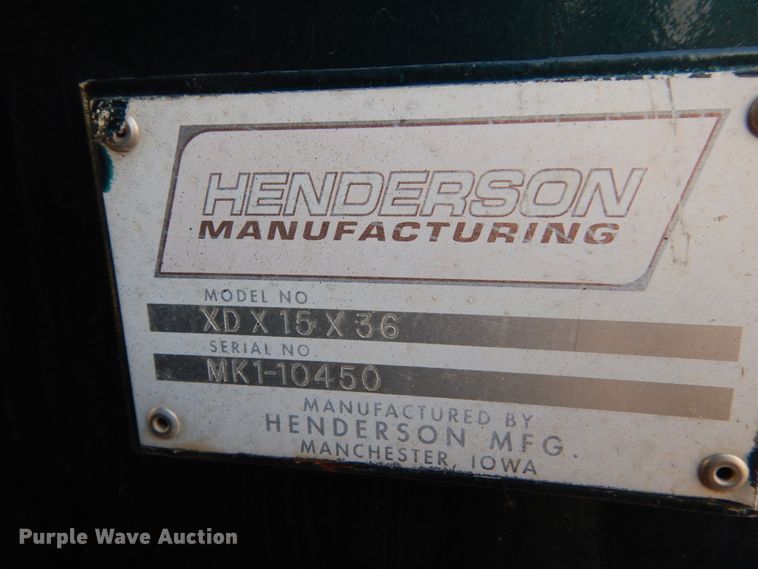 HENDERSON
MANUFACTURING
MODEL NO.
XD X 15 X 36
SERIAL NO.
MK1-10450
MANUFACTURED BY
HENDERSON MFG.
MANCHESTER, IOWA
Purple Wave Auction